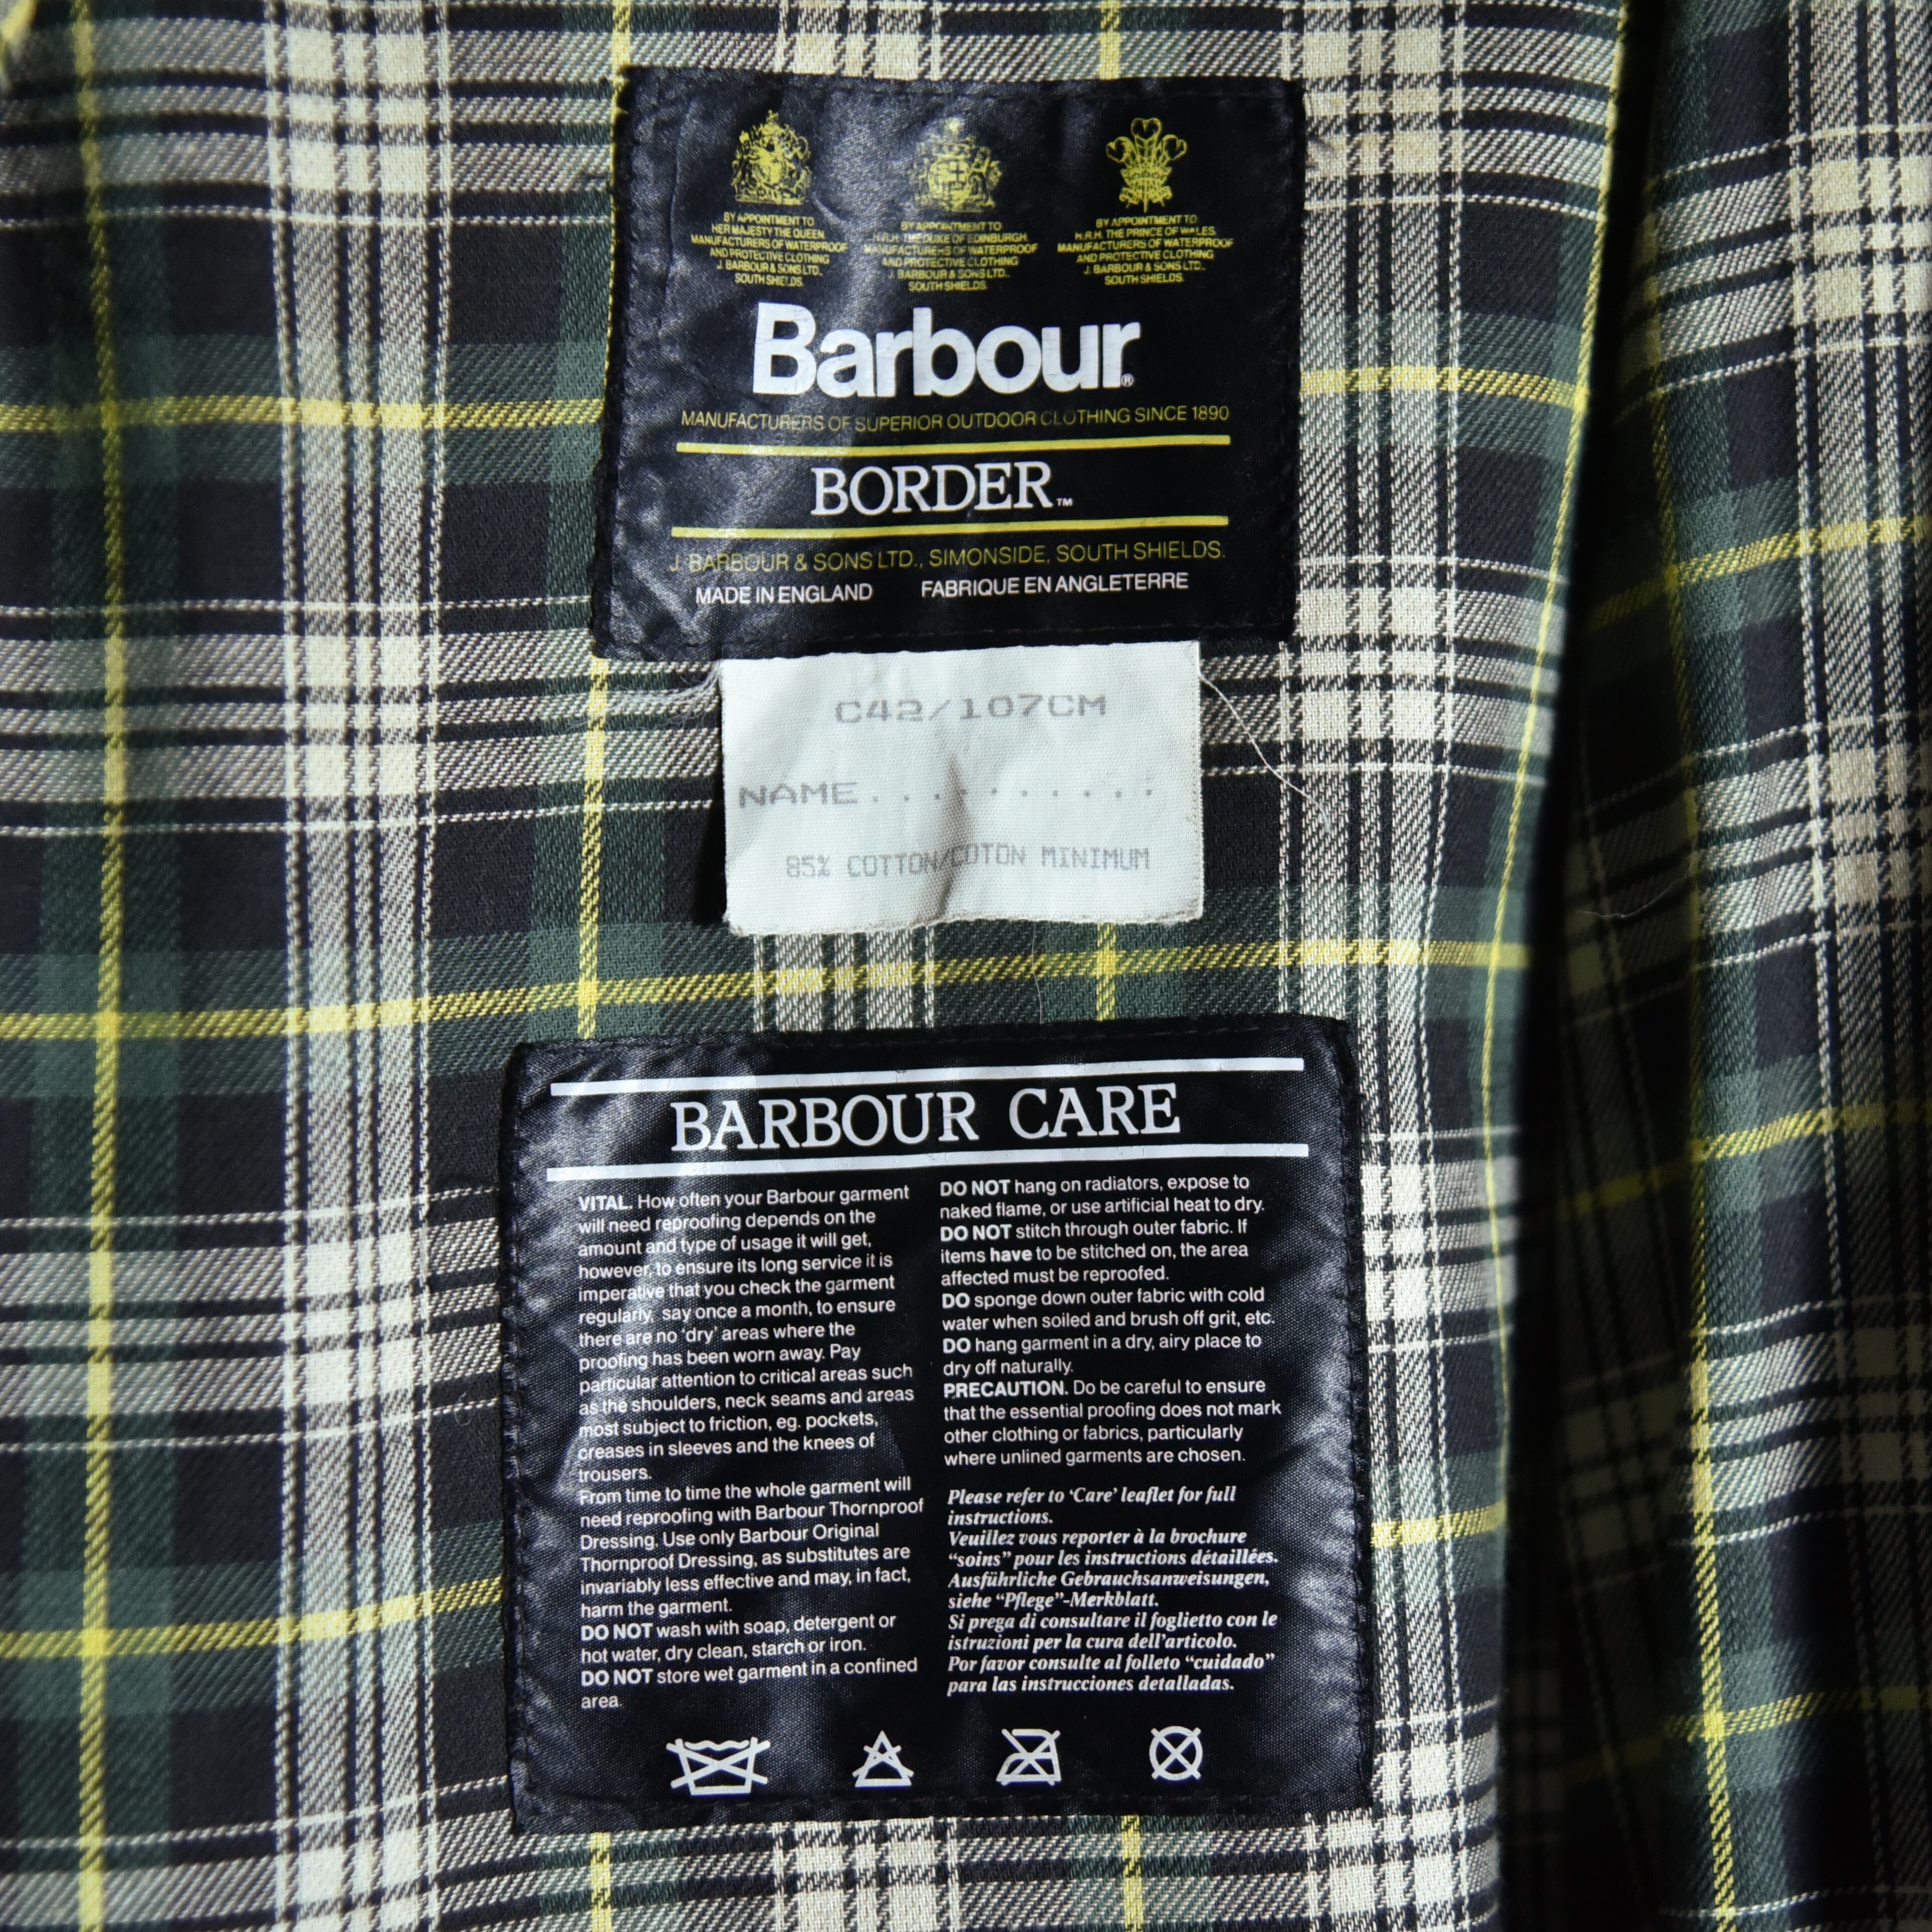 BY APPOINTMENT TO
HER MAJESTY THE QUEEN
MANUFACTURERS OF WATERPROOF
AND PROTECTIVE CLOTHING
J. BARBOUR & SONS LTD.,
SOUTH SHIELDS.
BY APPOINTMENT TO
H.R.H. THE DUKE OF EDINBURGH.
MANUFACTURERS OF WATERPROOF
AND PROTECTIVE CLOTHING
J. BARBOUR & SONS LTD.,
SOUTH SHIELDS.
BY APPOINTMENT TO
H.R.H. THE PRINCE OF WALES.
MANUFACTURERS OF WATERPROOF
AND PROTECTIVE CLOTHING
J. BARBOUR & SONS LTD.,
SOUTH SHIELDS.
Barbour®
MANUFACTURERS OF SUPERIOR OUTDOOR CLOTHING SINCE 1890
BORDER™
J. BARBOUR & SONS LTD., SIMONSIDE, SOUTH SHIELDS.
MADE IN ENGLAND FABRIQUE EN ANGLETERRE
C42/107CM
NAME..........
85% COTTON/COTON MINIMUM
BARBOUR CARE
VITAL. How often your Barbour garment
will need reproofing depends on the
amount and type of usage it will get,
however, to ensure its long service it is
imperative that you check the garment
regularly, say once a month, to ensure
there are no 'dry' areas where the
proofing has been worn away. Pay
particular attention to critical areas such
as the shoulders, neck seams and areas
most subject to friction, eg. pockets,
creases in sleeves and the knees of
trousers.
From time to time the whole garment will
need reproofing with Barbour Thornproof
Dressing. Use only Barbour Original
Thornproof Dressing, as substitutes are
invariably less effective and may, in fact,
harm the garment.
DO NOT wash with soap, detergent or
hot water, dry clean, starch or iron.
DO NOT store wet garment in a confined
area.
DO NOT hang on radiators, expose to
naked flame, or use artificial heat to dry.
DO NOT stitch through outer fabric. If
items have to be stitched on, the area
affected must be reproofed.
DO sponge down outer fabric with cold
water when soiled and brush off grit, etc.
DO hang garment in a dry, airy place to
dry off naturally.
PRECAUTION. Do be careful to ensure
that the essential proofing does not mark
other clothing or fabrics, particularly
where unlined garments are chosen.
Please refer to 'Care' leaflet for full
instructions.
Veuillez vous reporter à la brochure
"soins" pour les instructions détaillées.
Ausführliche Gebrauchsanweisungen,
siehe "Pflege"-Merkblatt.
Si prega di consultare il foglietto con le
istruzioni per la cura dell'articolo.
Por favor consulte al folleto "cuidado"
para las instrucciones detalladas.